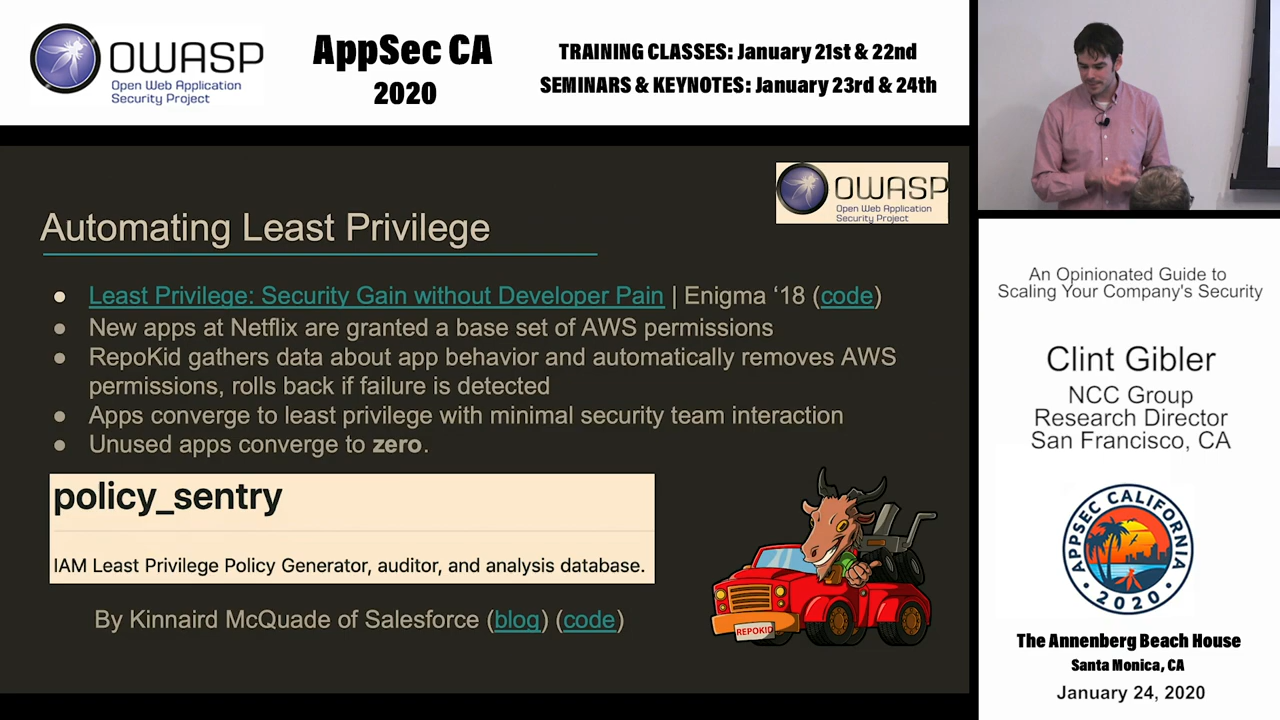 OWASP
Open Web Application
Security Project
AppSec CA
2020
TRAINING CLASSES: January 21st & 22nd
SEMINARS & KEYNOTES: January 23rd & 24th
OWASP
Open Web Application
Security Project
Automating Least Privilege
● Least Privilege: Security Gain without Developer Pain | Enigma ‘18 (code)
● New apps at Netflix are granted a base set of AWS permissions
● RepoKid gathers data about app behavior and automatically removes AWS
permissions, rolls back if failure is detected
● Apps converge to least privilege with minimal security team interaction
● Unused apps converge to zero.
policy_sentry
IAM Least Privilege Policy Generator, auditor, and analysis database.
By Kinnaird McQuade of Salesforce (blog) (code)
REPOKID
An Opinionated Guide to
Scaling Your Company's Security
Clint Gibler
NCC Group
Research Director
San Francisco, CA
APPSEC CALIFORNIA
• 2020 •
The Annenberg Beach House
Santa Monica, CA
January 24, 2020